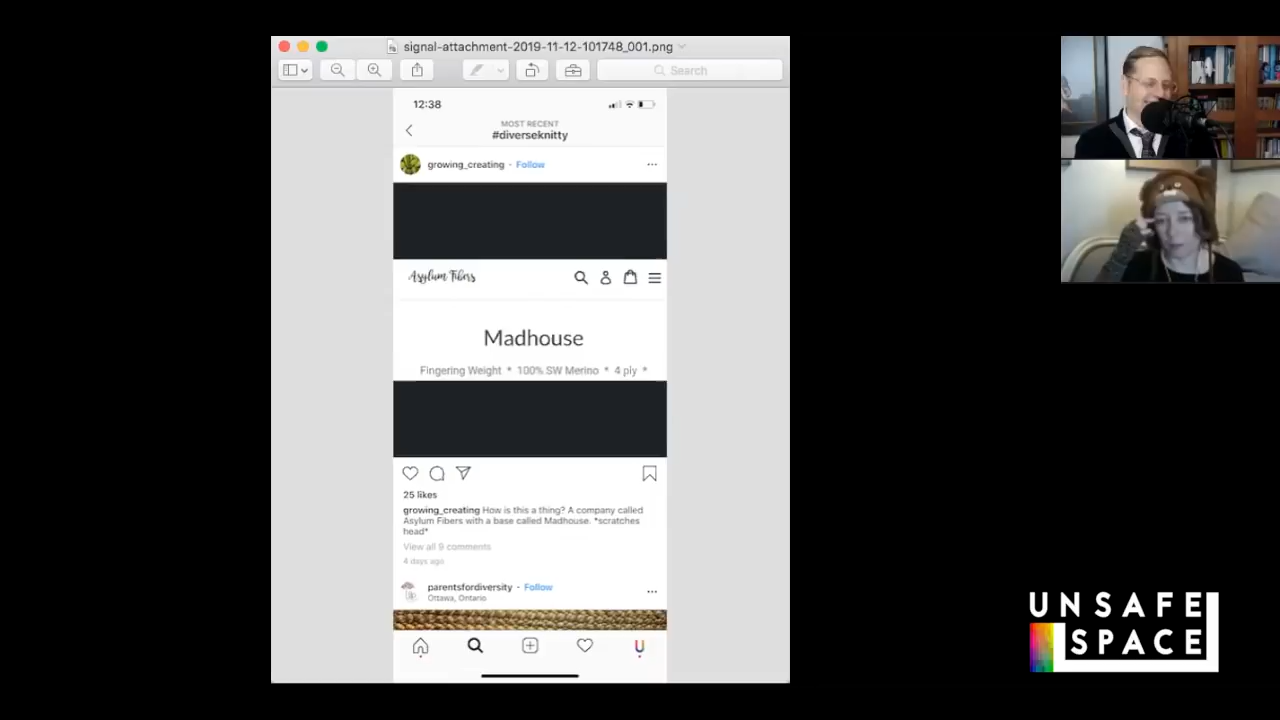 signal-attachment-2019-11-12-101748_001.png
Search
12:38
MOST RECENT
#diverseknitty
growing_creating · Follow
Asylum Fibers
Madhouse
Fingering Weight * 100% SW Merino * 4 ply *
25 likes
growing_creating How is this a thing? A company called
Asylum Fibers with a base called Madhouse. *scratches
head*
View all 9 comments
4 days ago
parentsfordiversity · Follow
Ottawa, Ontario
UNSAFE
SPACE